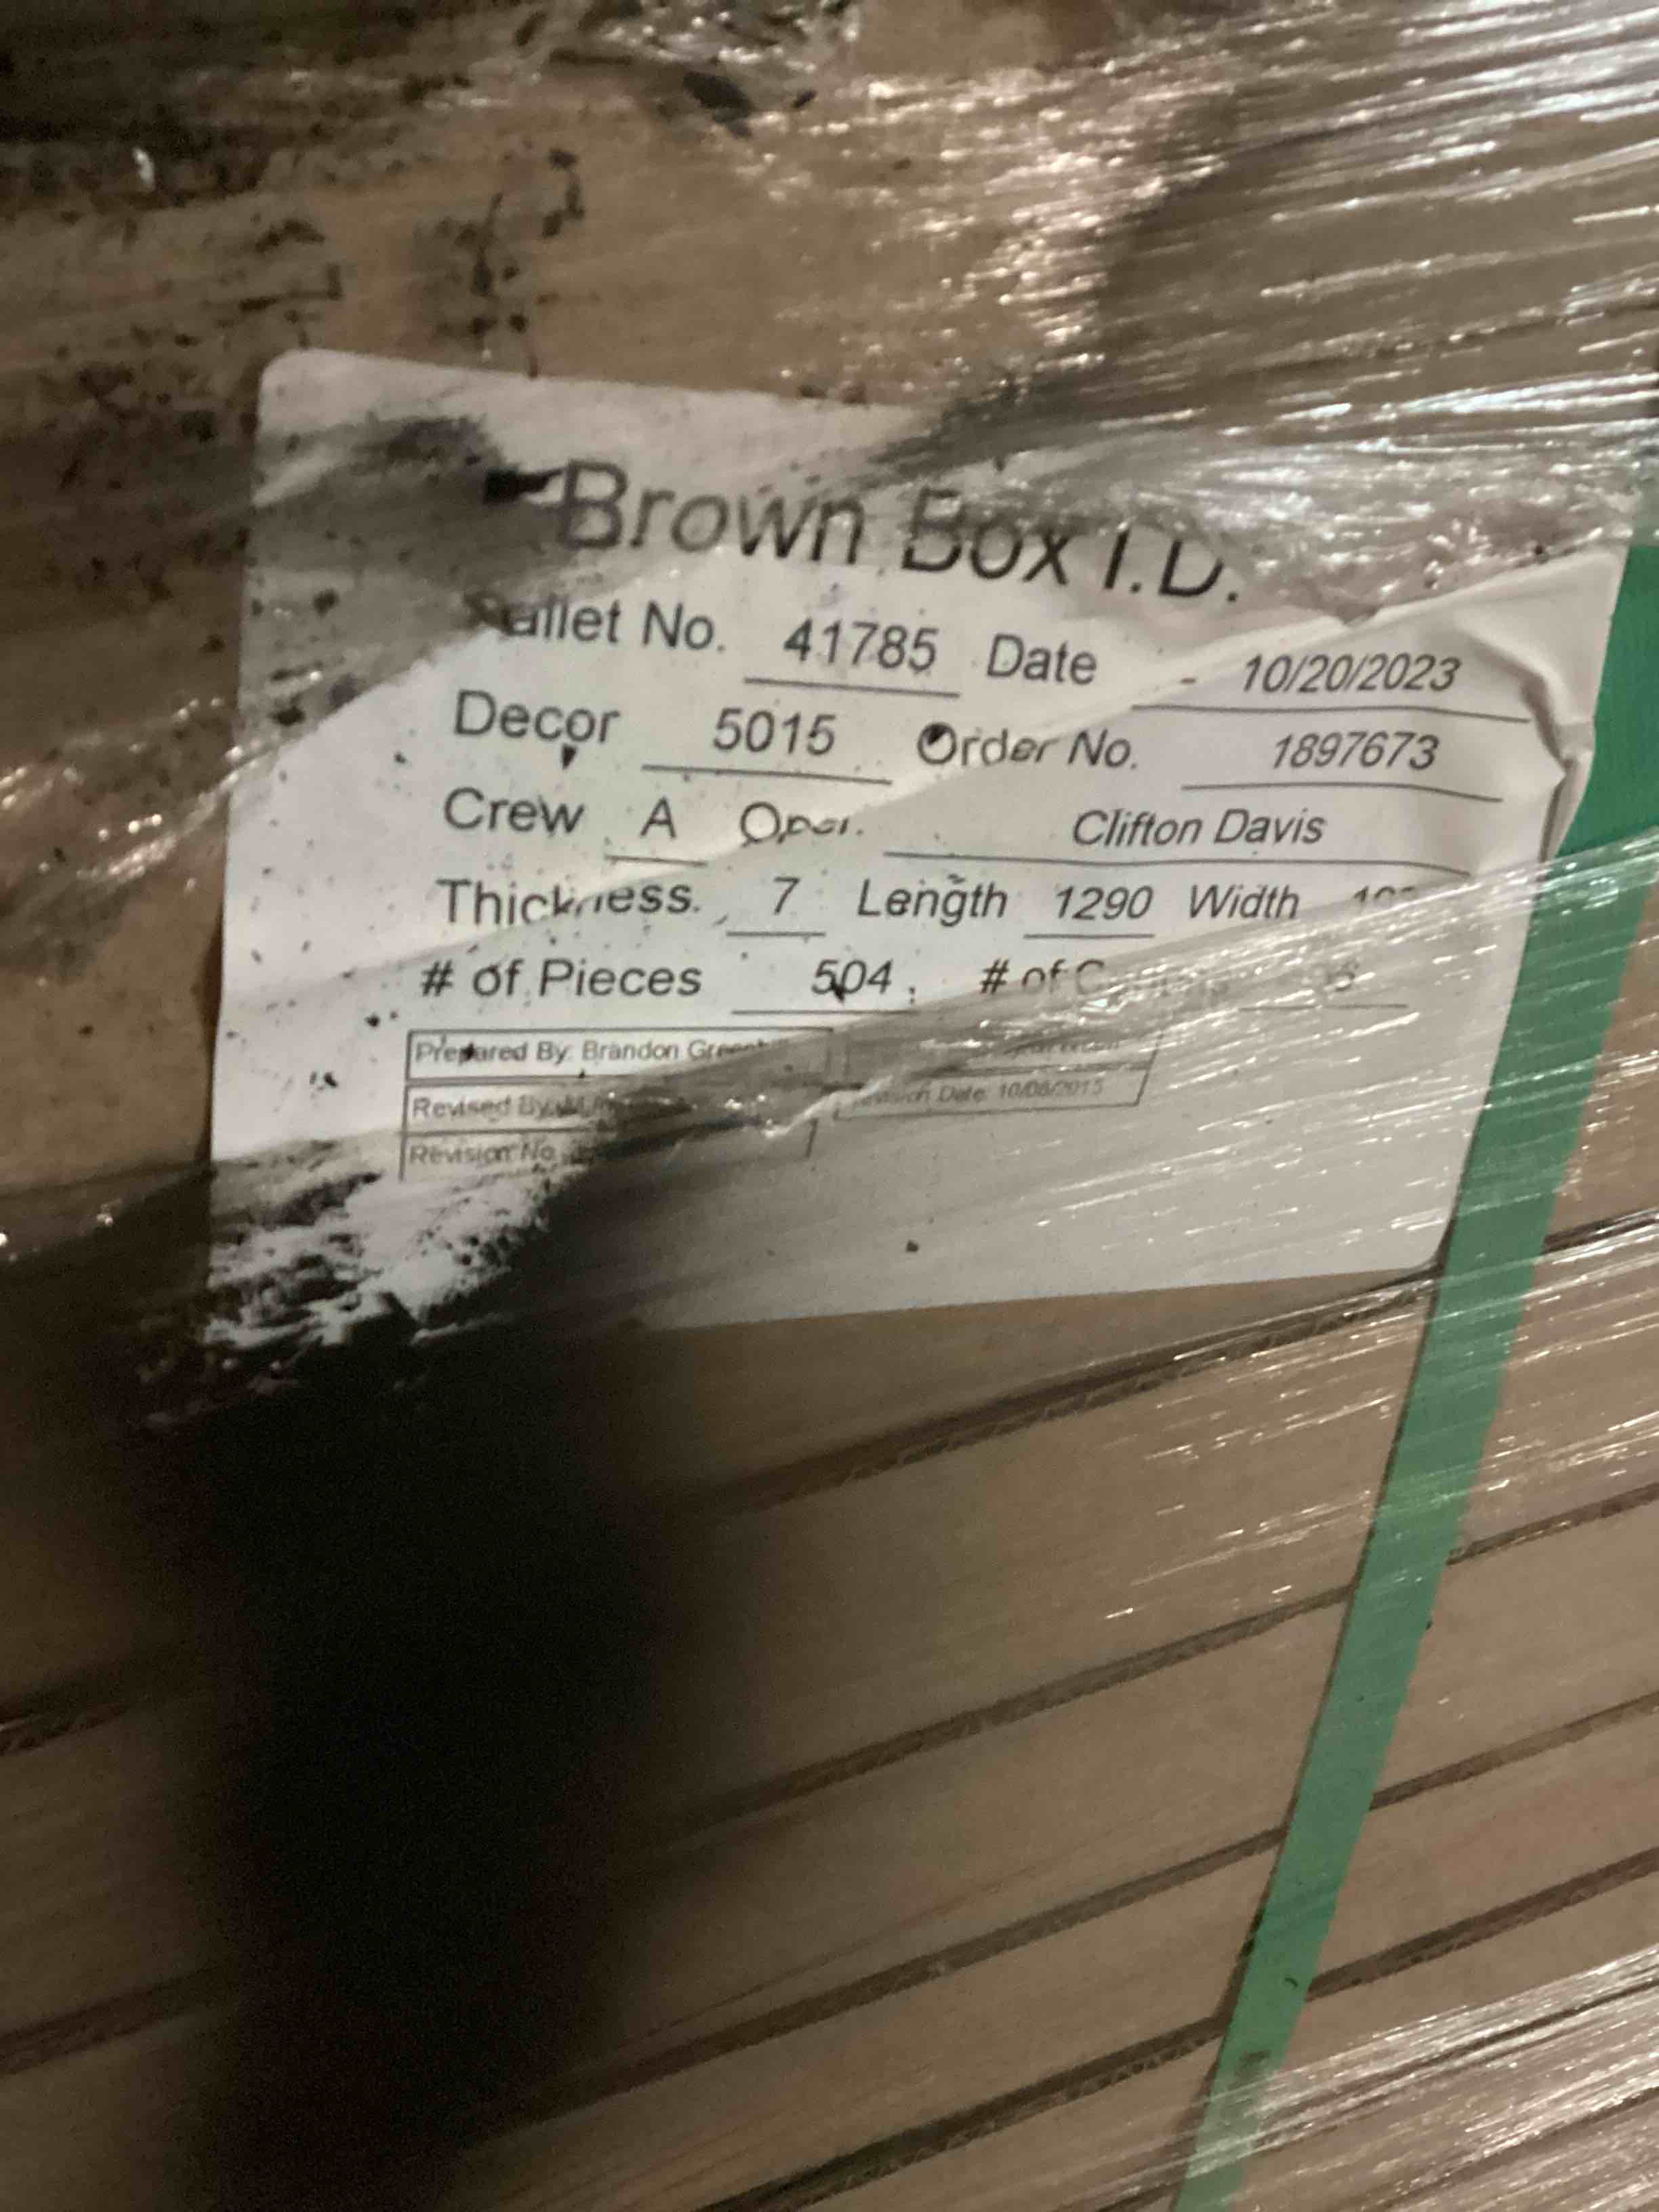 Brown Box I.D.
Pallet No. 41785 Date - 10/20/2023
Decor 5015 Order No. 1897673
Crew A Oper. Clifton Davis
Thickness. 7 Length 1290 Width
# of Pieces 504 # of
Prepared By: Brandon
Revised By:
Revision Date: 10/08/2015
Revision No